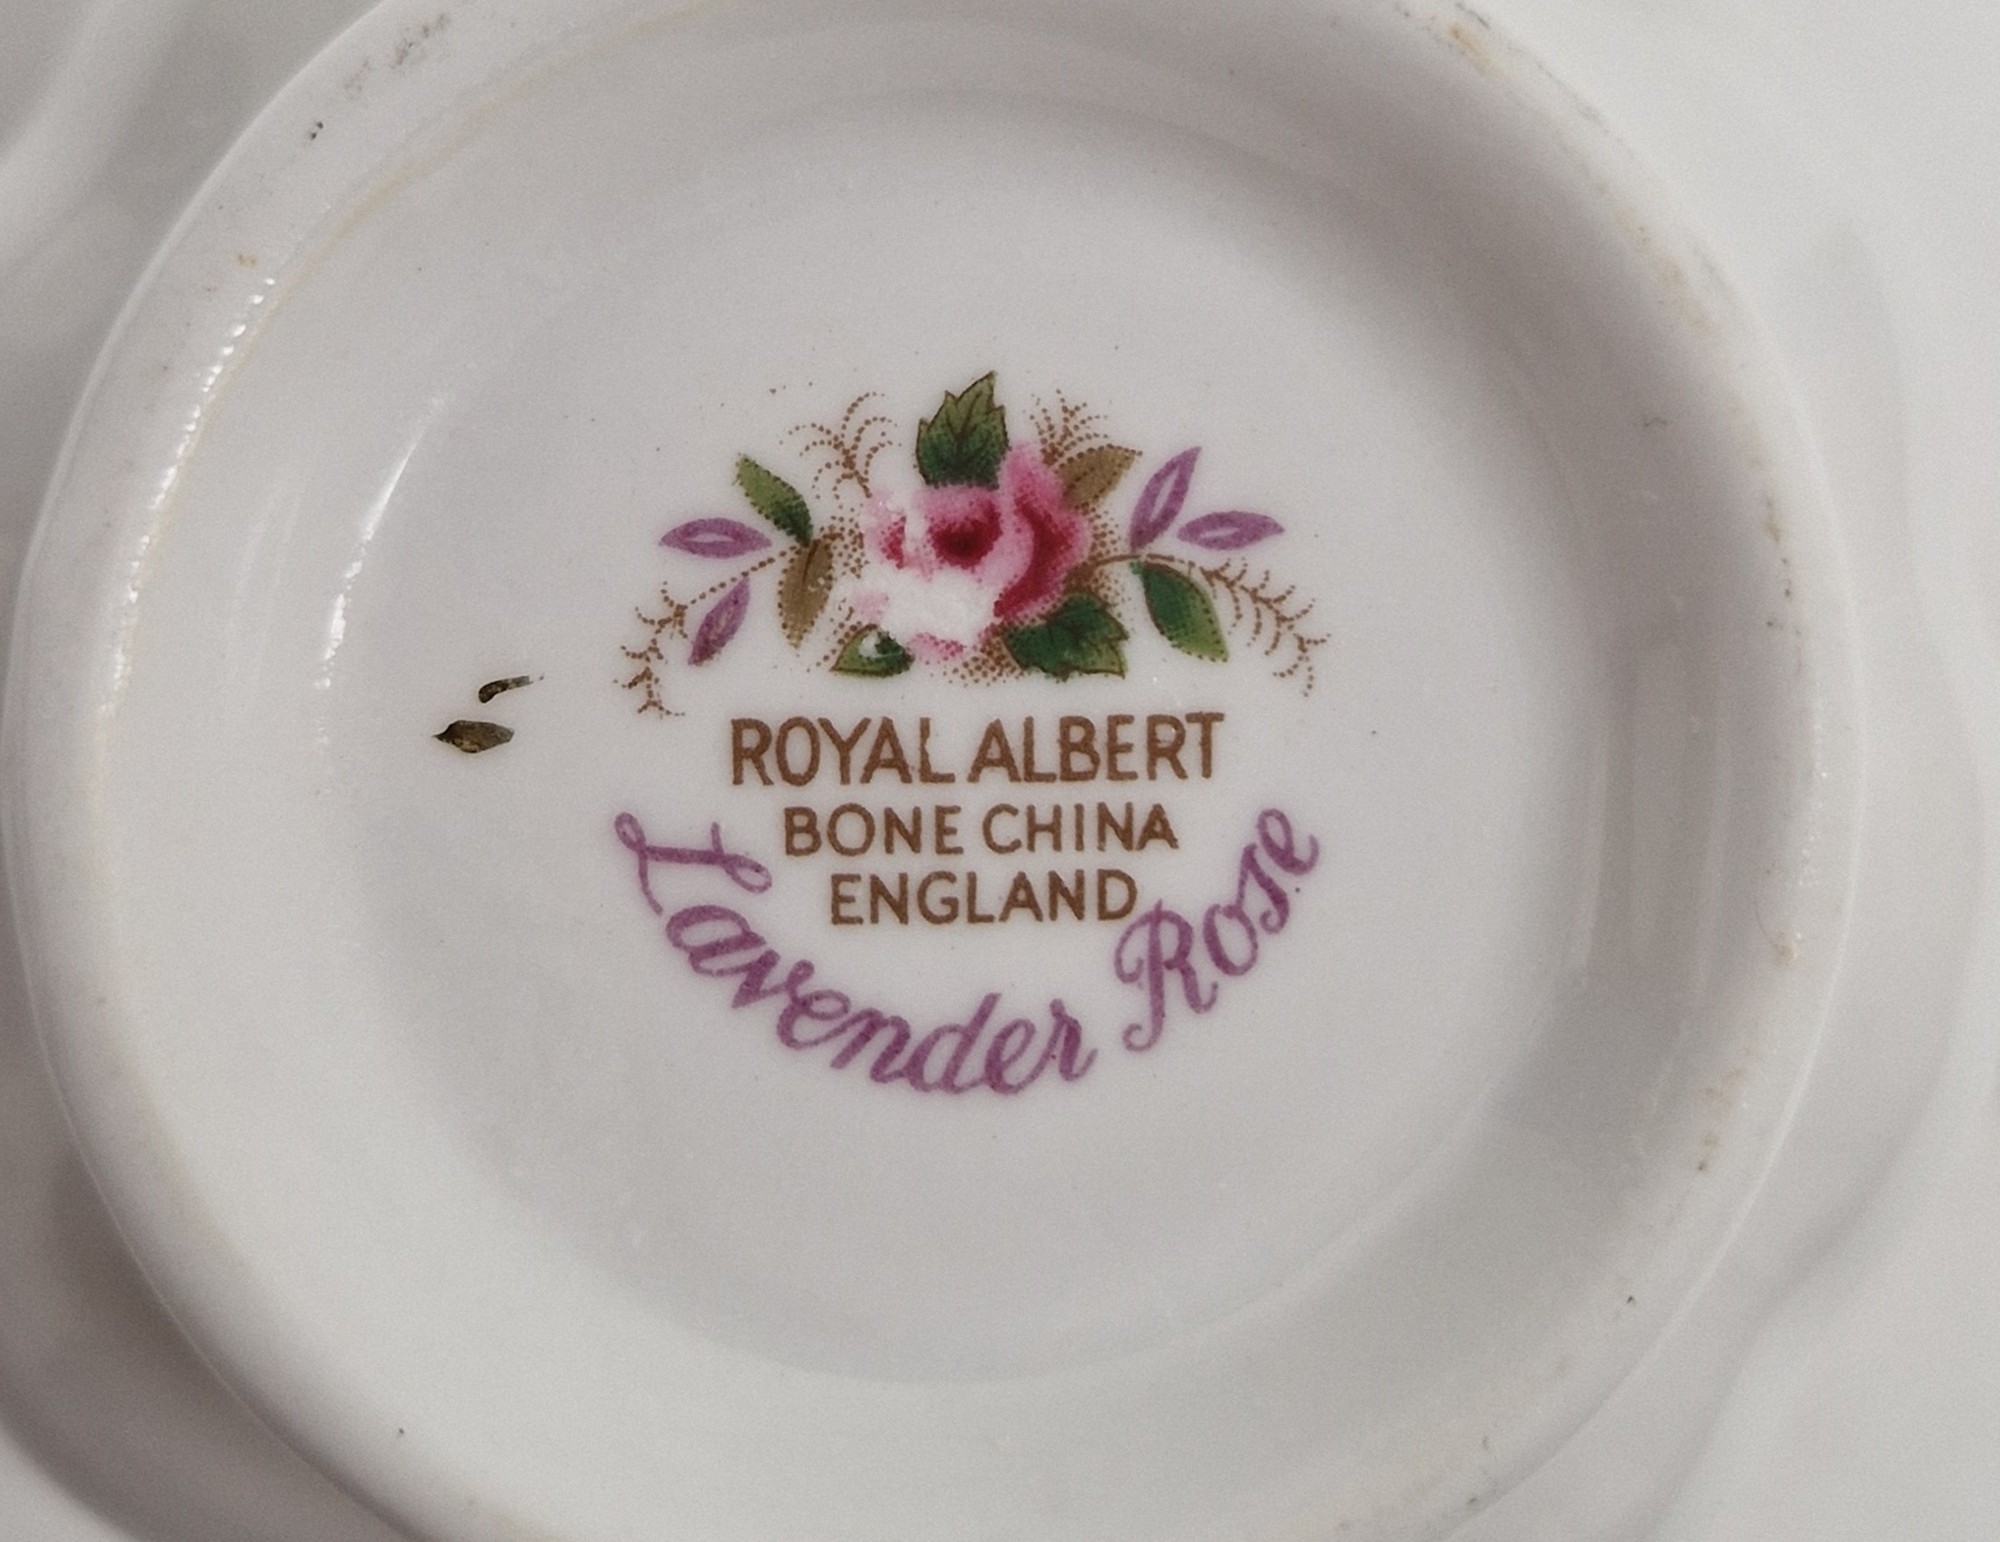 ROYAL ALBERT
BONE CHINA
ENGLAND
Lavender Rose